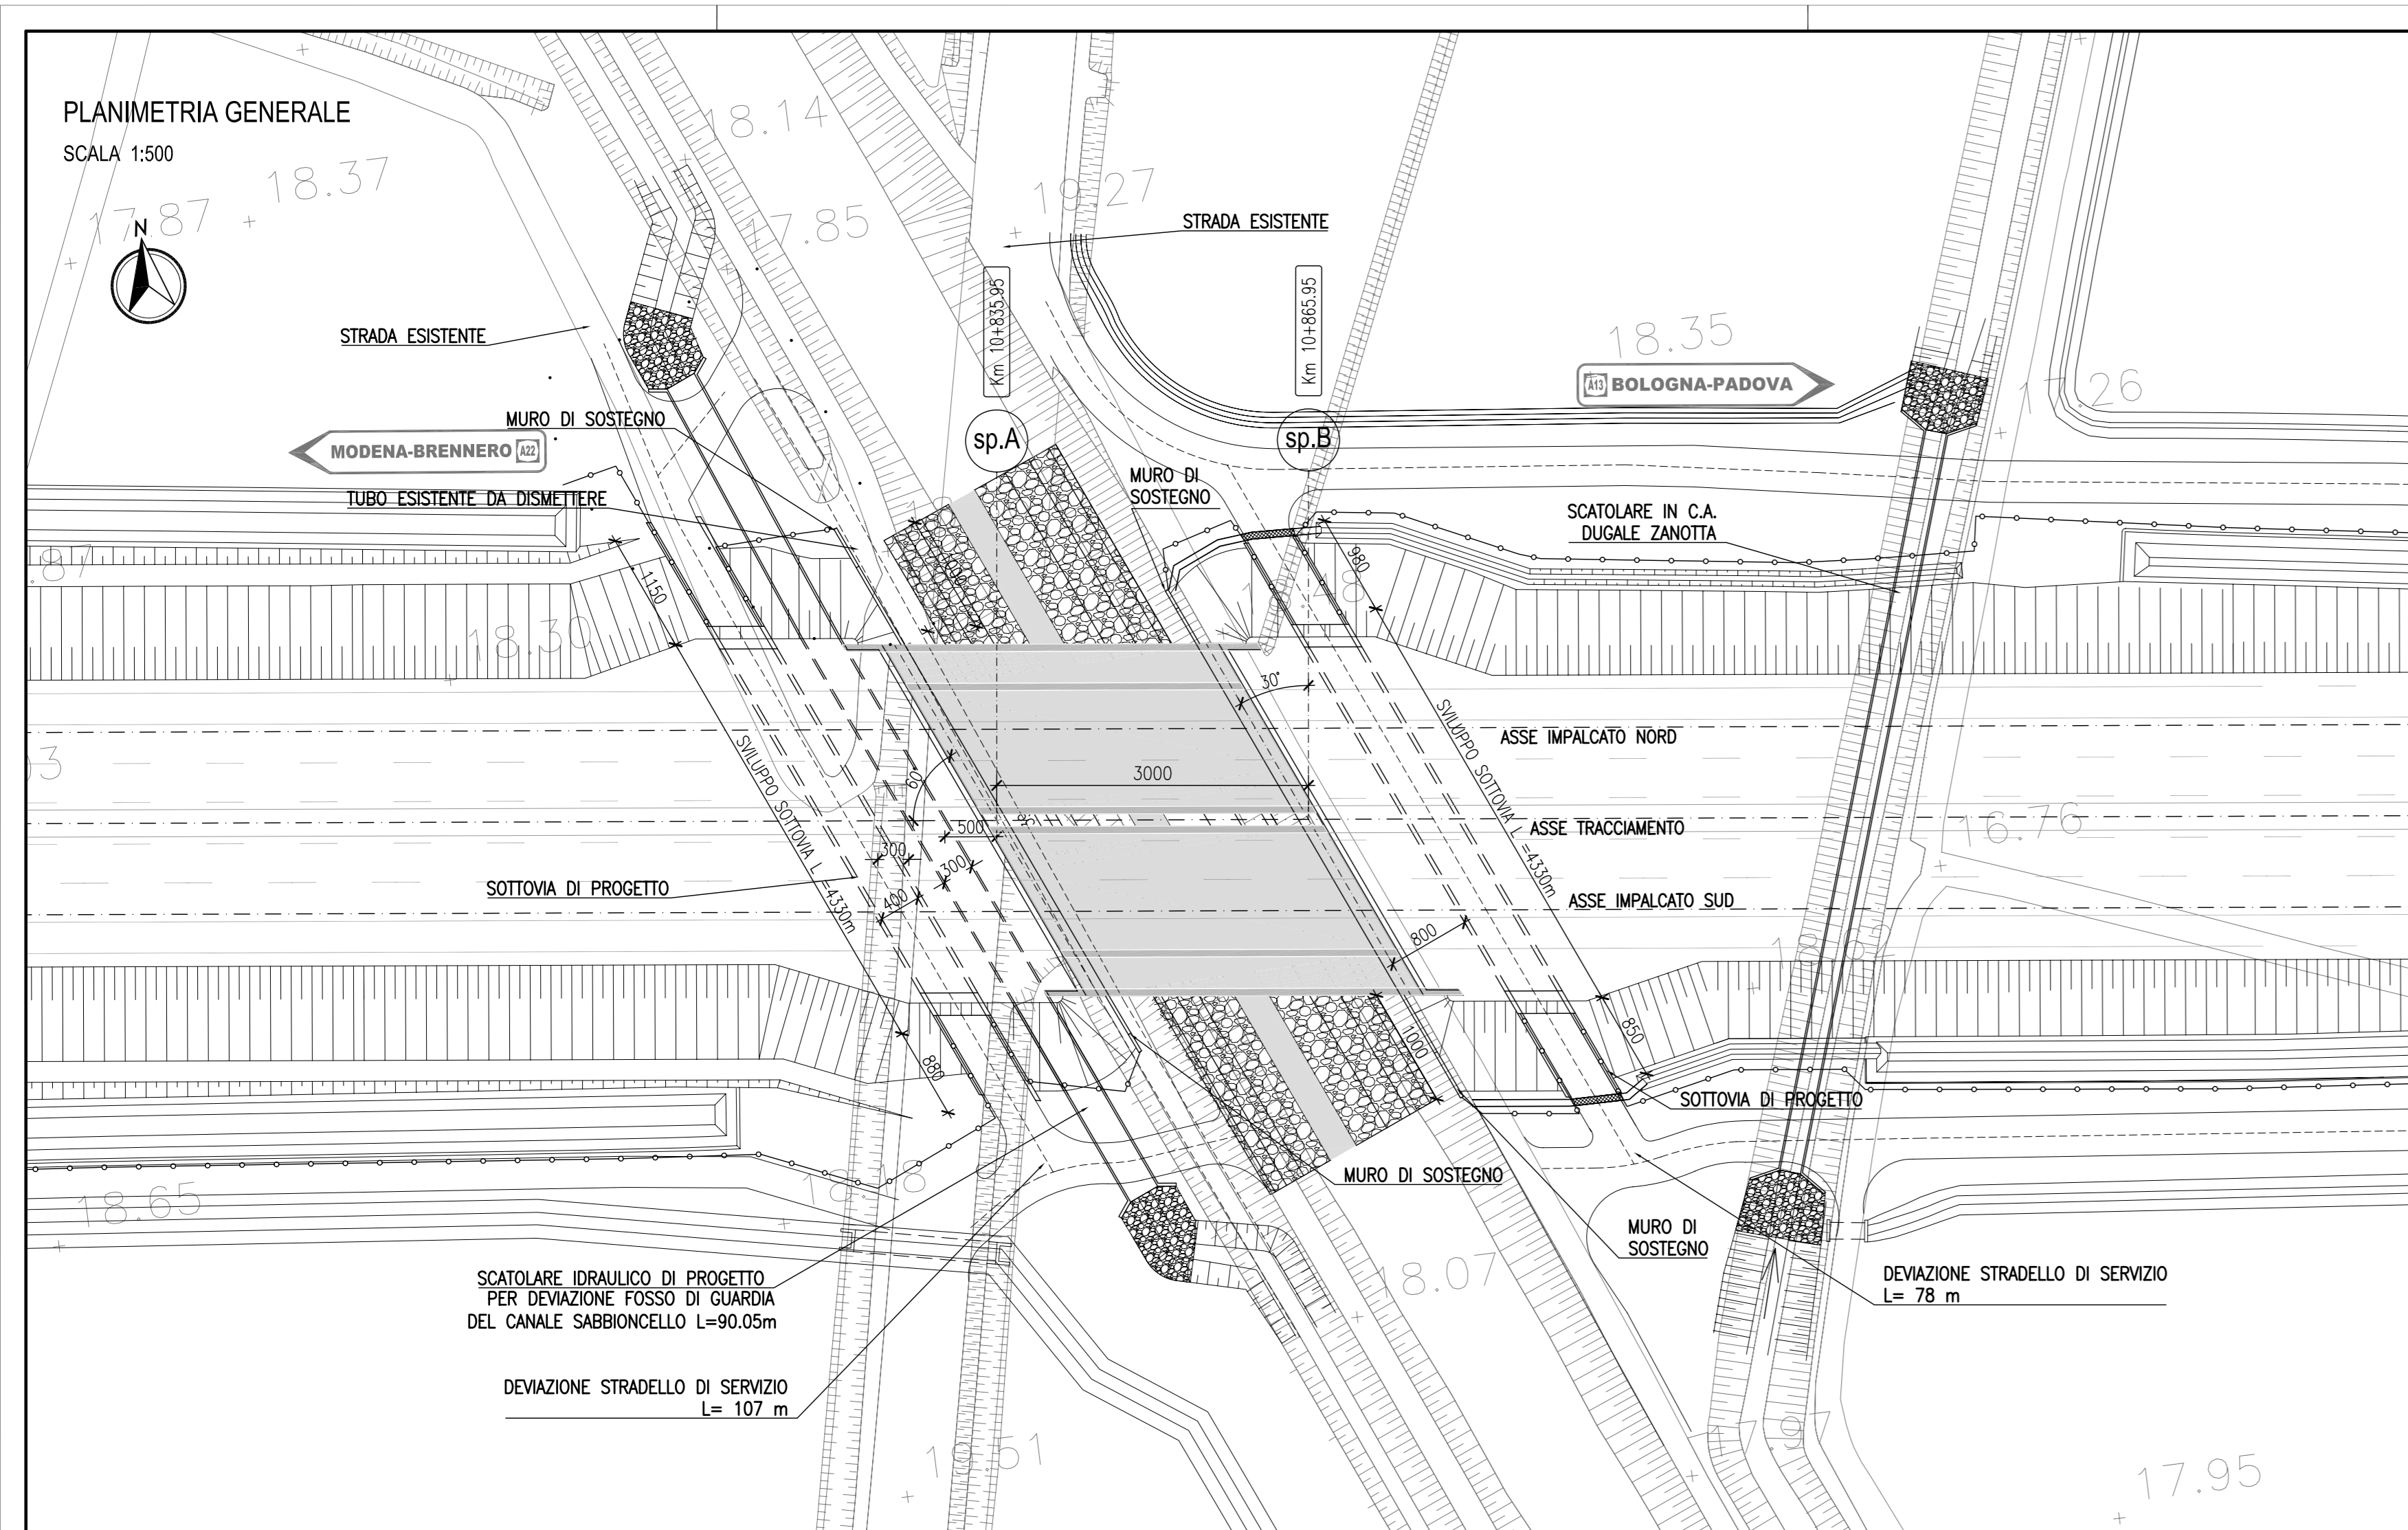 PLANIMETRIA GENERALE
SCALA 1:500
N
18.14
18.37
17.87
17.85
19.27
STRADA ESISTENTE
STRADA ESISTENTE
Km 10+835.95
Km 10+865.95
18.35
A13 BOLOGNA-PADOVA
17.26
MURO DI SOSTEGNO
MODENA-BRENNERO A22
sp.A
sp.B
MURO DI
SOSTEGNO
TUBO ESISTENTE DA DISMETTERE
SCATOLARE IN C.A.
DUGALE ZANOTTA
980
1150
18.30
30°
SVILUPPO SOTTOVIA L =4330m
SVILUPPO SOTTOVIA L =4330m
ASSE IMPALCATO NORD
3000
60°
500
300
300
400
ASSE TRACCIAMENTO
16.76
SOTTOVIA DI PROGETTO
ASSE IMPALCATO SUD
800
850
1000
880
SOTTOVIA DI PROGETTO
MURO DI SOSTEGNO
18.65
MURO DI
SOSTEGNO
18.07
SCATOLARE IDRAULICO DI PROGETTO
PER DEVIAZIONE FOSSO DI GUARDIA
DEL CANALE SABBIONCELLO L=90.05m
DEVIAZIONE STRADELLO DI SERVIZIO
L= 78 m
DEVIAZIONE STRADELLO DI SERVIZIO
L= 107 m
17.97
17.95